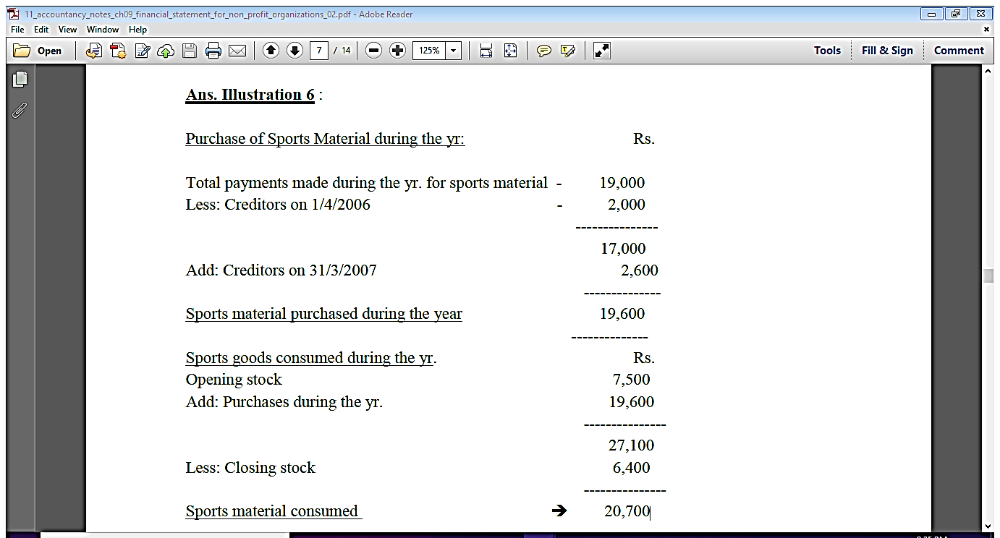 11_accountancy_notes_ch09_financial_statement_for_non_profit_organizations_02.pdf - Adobe Reader
File Edit View Window Help
Open 7 / 14 125% Tools Fill & Sign Comment
Ans. Illustration 6 :
Purchase of Sports Material during the yr: Rs.
Total payments made during the yr. for sports material - 19,000
Less: Creditors on 1/4/2006 - 2,000
---------------
17,000
Add: Creditors on 31/3/2007 2,600
--------------
Sports material purchased during the year 19,600
--------------
Sports goods consumed during the yr. Rs.
Opening stock 7,500
Add: Purchases during the yr. 19,600
---------------
27,100
Less: Closing stock 6,400
---------------
Sports material consumed ➔ 20,700